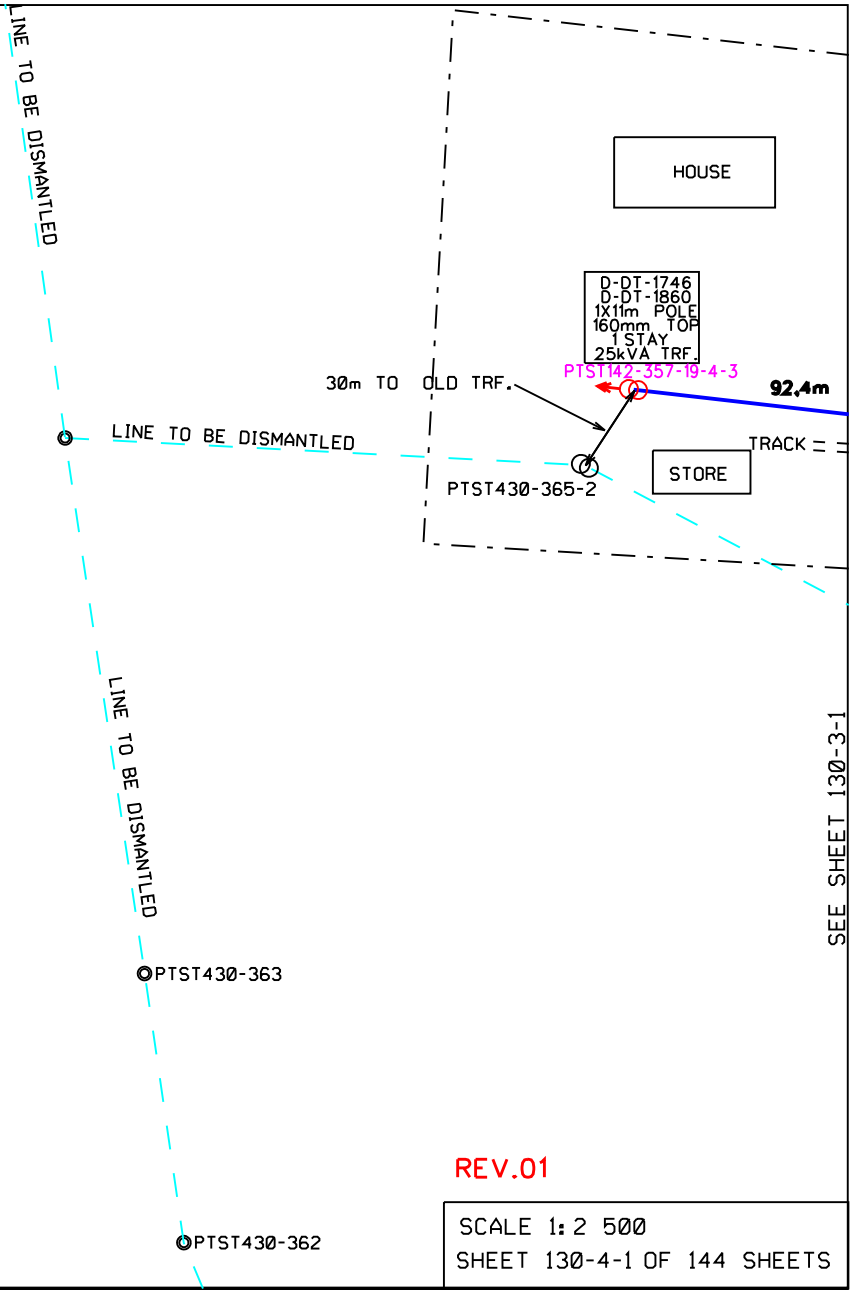 LINE TO BE DISMANTLED
HOUSE
D-DT-1746
D-DT-1860
1X11m POLE
160mm TOP
1 STAY
25kVA TRF.
PTST142-357-19-4-3
30m TO OLD TRF.
92,4m
LINE TO BE DISMANTLED
TRACK
STORE
PTST430-365-2
LINE TO BE DISMANTLED
SEE SHEET 130-3-1
PTST430-363
REV.01
PTST430-362
SCALE 1:2 500
SHEET 130-4-1 OF 144 SHEETS